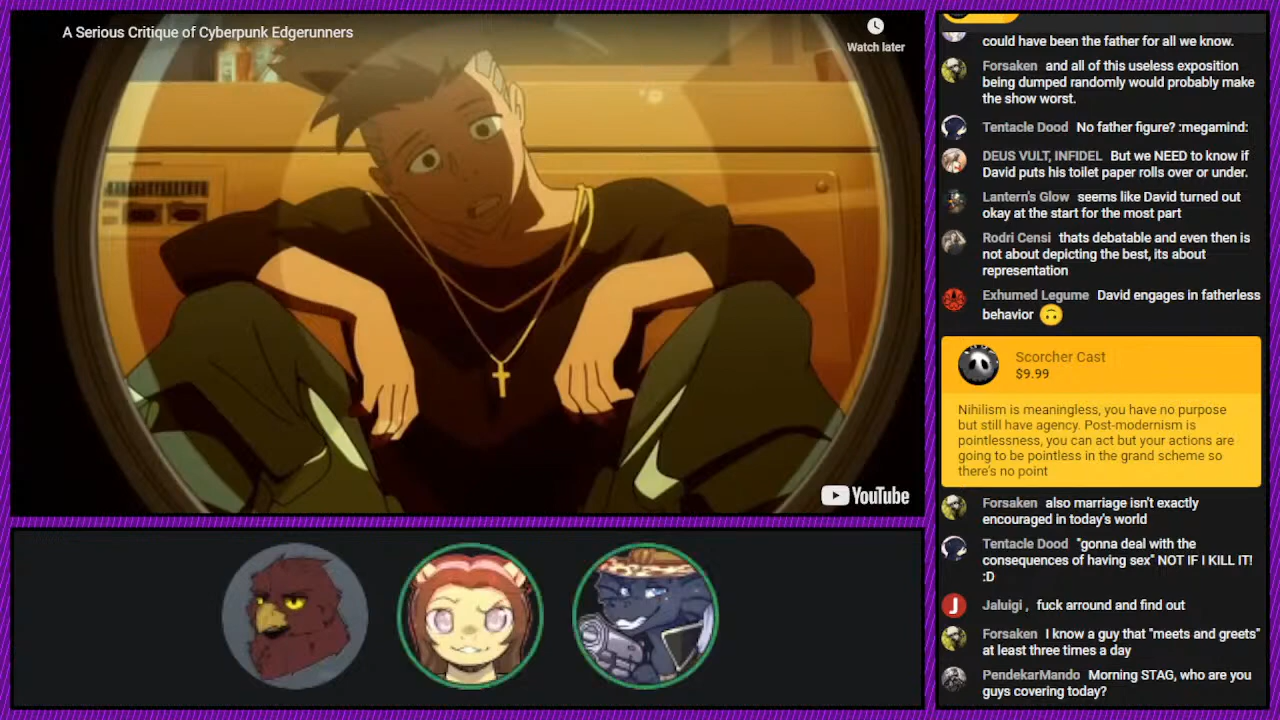 A Serious Critique of Cyberpunk Edgerunners
Watch later
YouTube
could have been the father for all we know.
Forsaken and all of this useless exposition
being dumped randomly would probably make
the show worst.
Tentacle Dood No father figure? :megamind:
DEUS VULT, INFIDEL But we NEED to know if
David puts his toilet paper rolls over or under.
Lantern's Glow seems like David turned out
okay at the start for the most part
Rodri Censi thats debatable and even then is
not about depicting the best, its about
representation
Exhumed Legume David engages in fatherless
behavior 🙃
Scorcher Cast
$9.99
Nihilism is meaningless, you have no purpose
but still have agency. Post-modernism is
pointlessness, you can act but your actions are
going to be pointless in the grand scheme so
there's no point
Forsaken also marriage isn't exactly
encouraged in today's world
Tentacle Dood "gonna deal with the
consequences of having sex" NOT IF I KILL IT!
:D
J
Jaluigi , fuck arround and find out
Forsaken I know a guy that "meets and greets"
at least three times a day
PendekarMando Morning STAG, who are you
guys covering today?